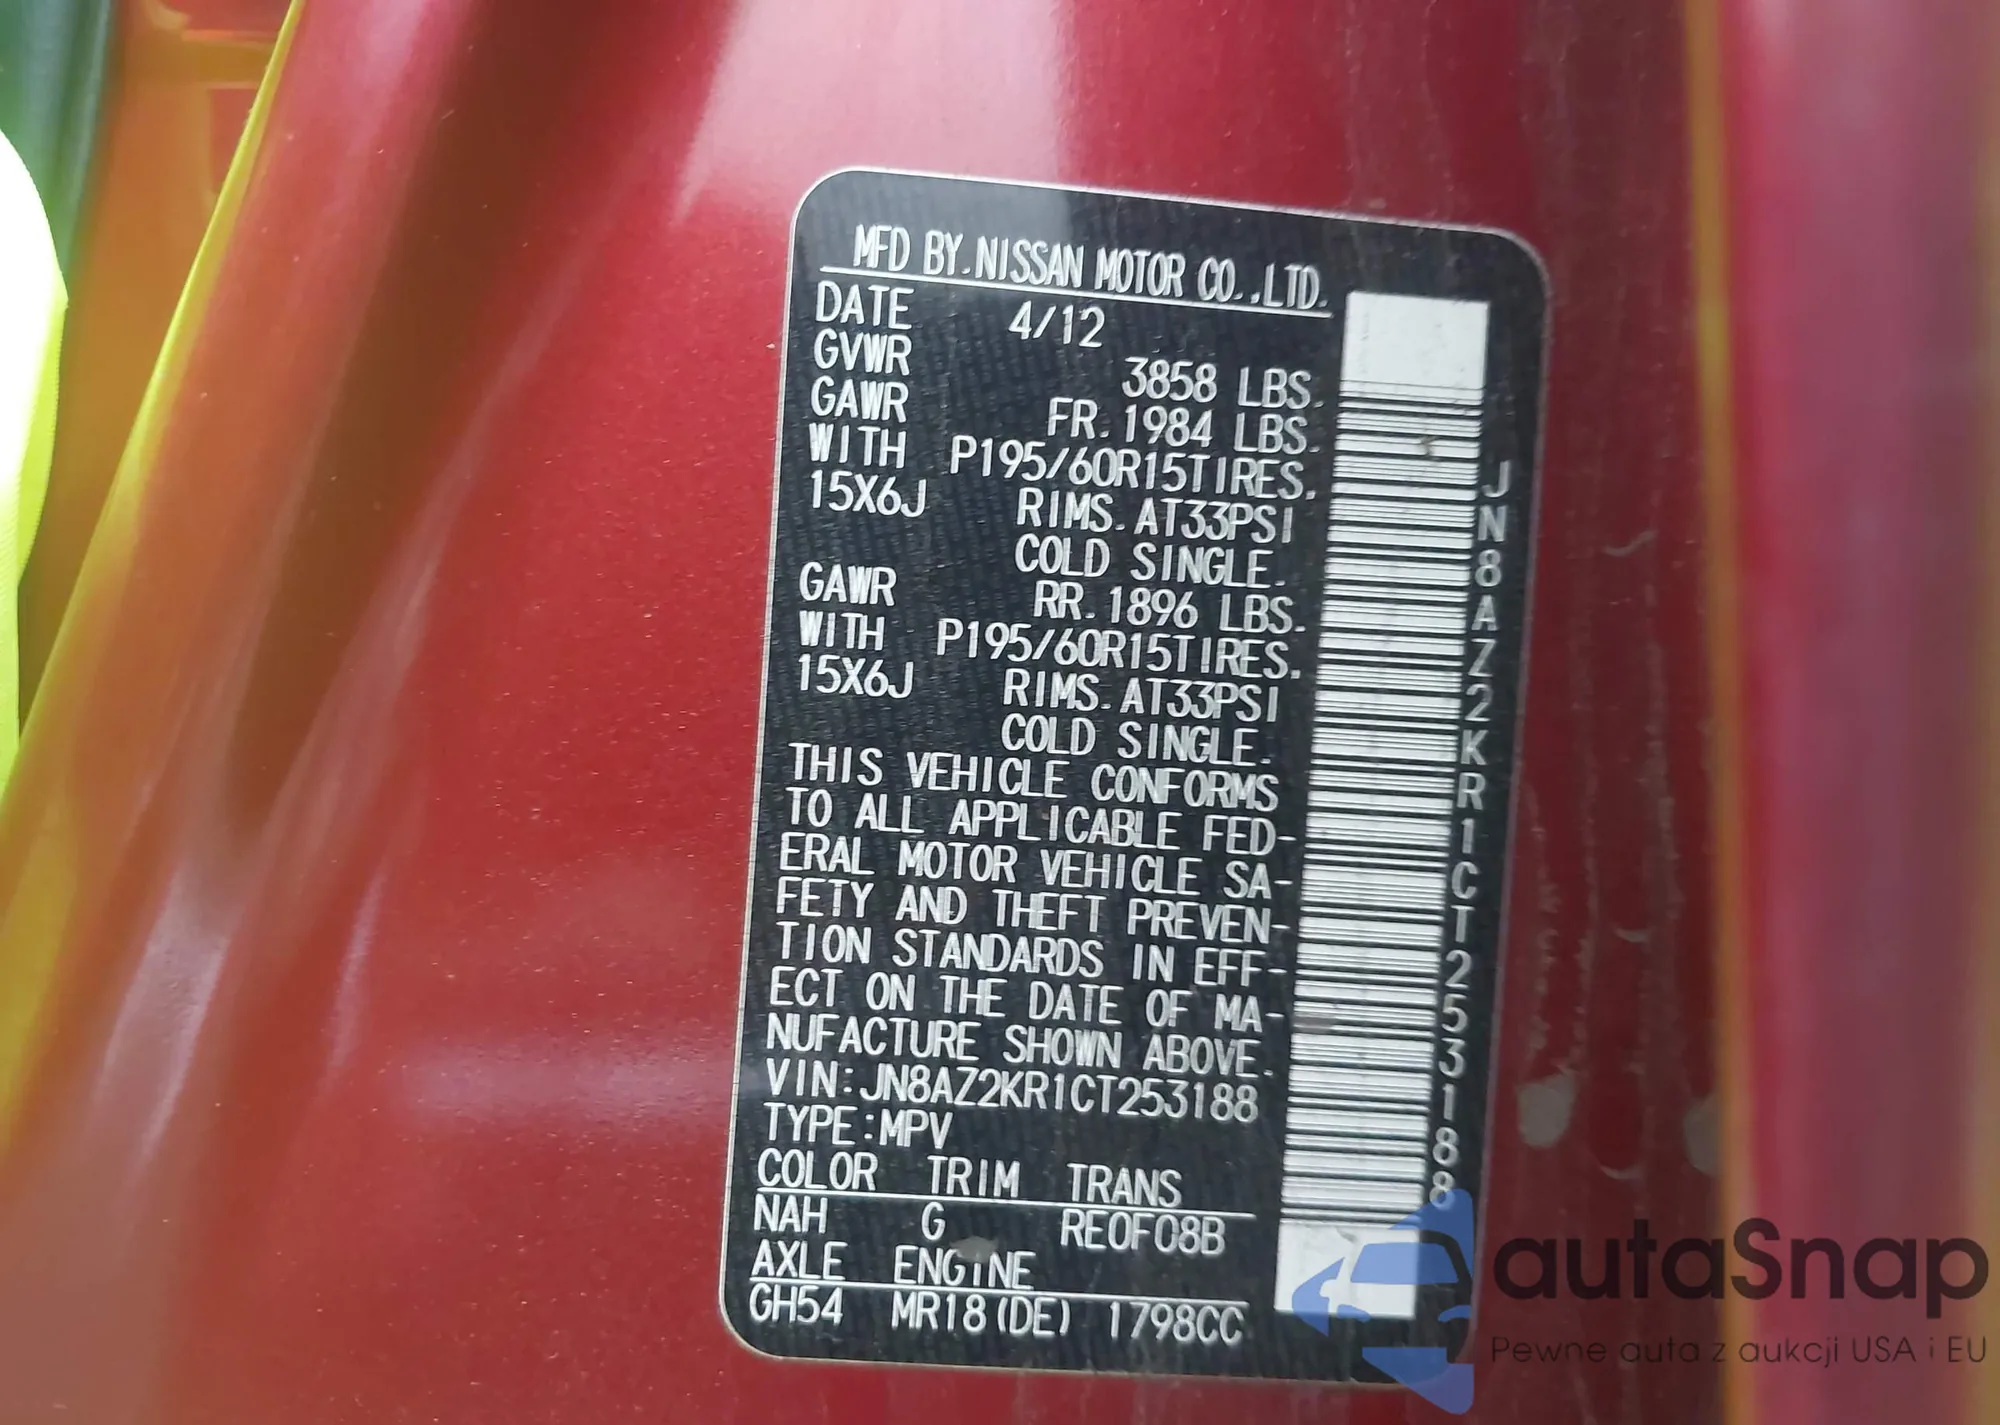 MFD BY.NISSAN MOTOR CO.,LTD.
DATE 4/12
GVWR 3858 LBS.
GAWR FR.1984 LBS.
WITH P195/60R15TIRES.
15X6J RIMS.AT33PSI
COLD SINGLE.
GAWR RR.1896 LBS.
WITH P195/60R15TIRES.
15X6J RIMS.AT33PSI
COLD SINGLE.
THIS VEHICLE CONFORMS
TO ALL APPLICABLE FED-
ERAL MOTOR VEHICLE SA-
FETY AND THEFT PREVEN-
TION STANDARDS IN EFF-
ECT ON THE DATE OF MA-
NUFACTURE SHOWN ABOVE.
VIN:JN8AZ2KR1CT253188
TYPE:MPV
COLOR TRIM TRANS
NAH G RE0F08B
AXLE ENGINE
GH54 MR18(DE) 1798CC
JN8AZ2KR1CT253188
autaSnap
Pewne auta z aukcji USA i EU